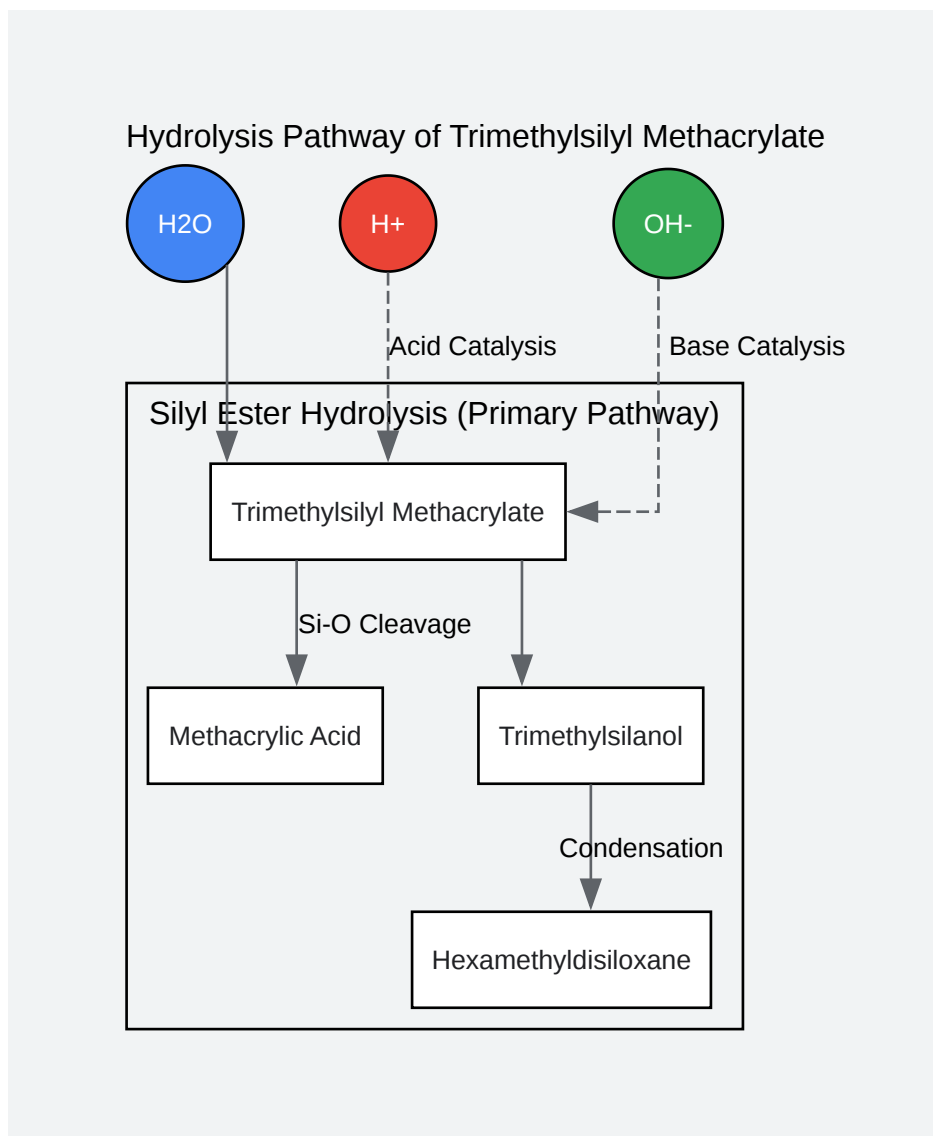 Hydrolysis Pathway of Trimethylsilyl Methacrylate
H2O
H+
OH-
Acid Catalysis
Base Catalysis
Silyl Ester Hydrolysis (Primary Pathway)
Trimethylsilyl Methacrylate
Si-O Cleavage
Methacrylic Acid
Trimethylsilanol
Condensation
Hexamethyldisiloxane